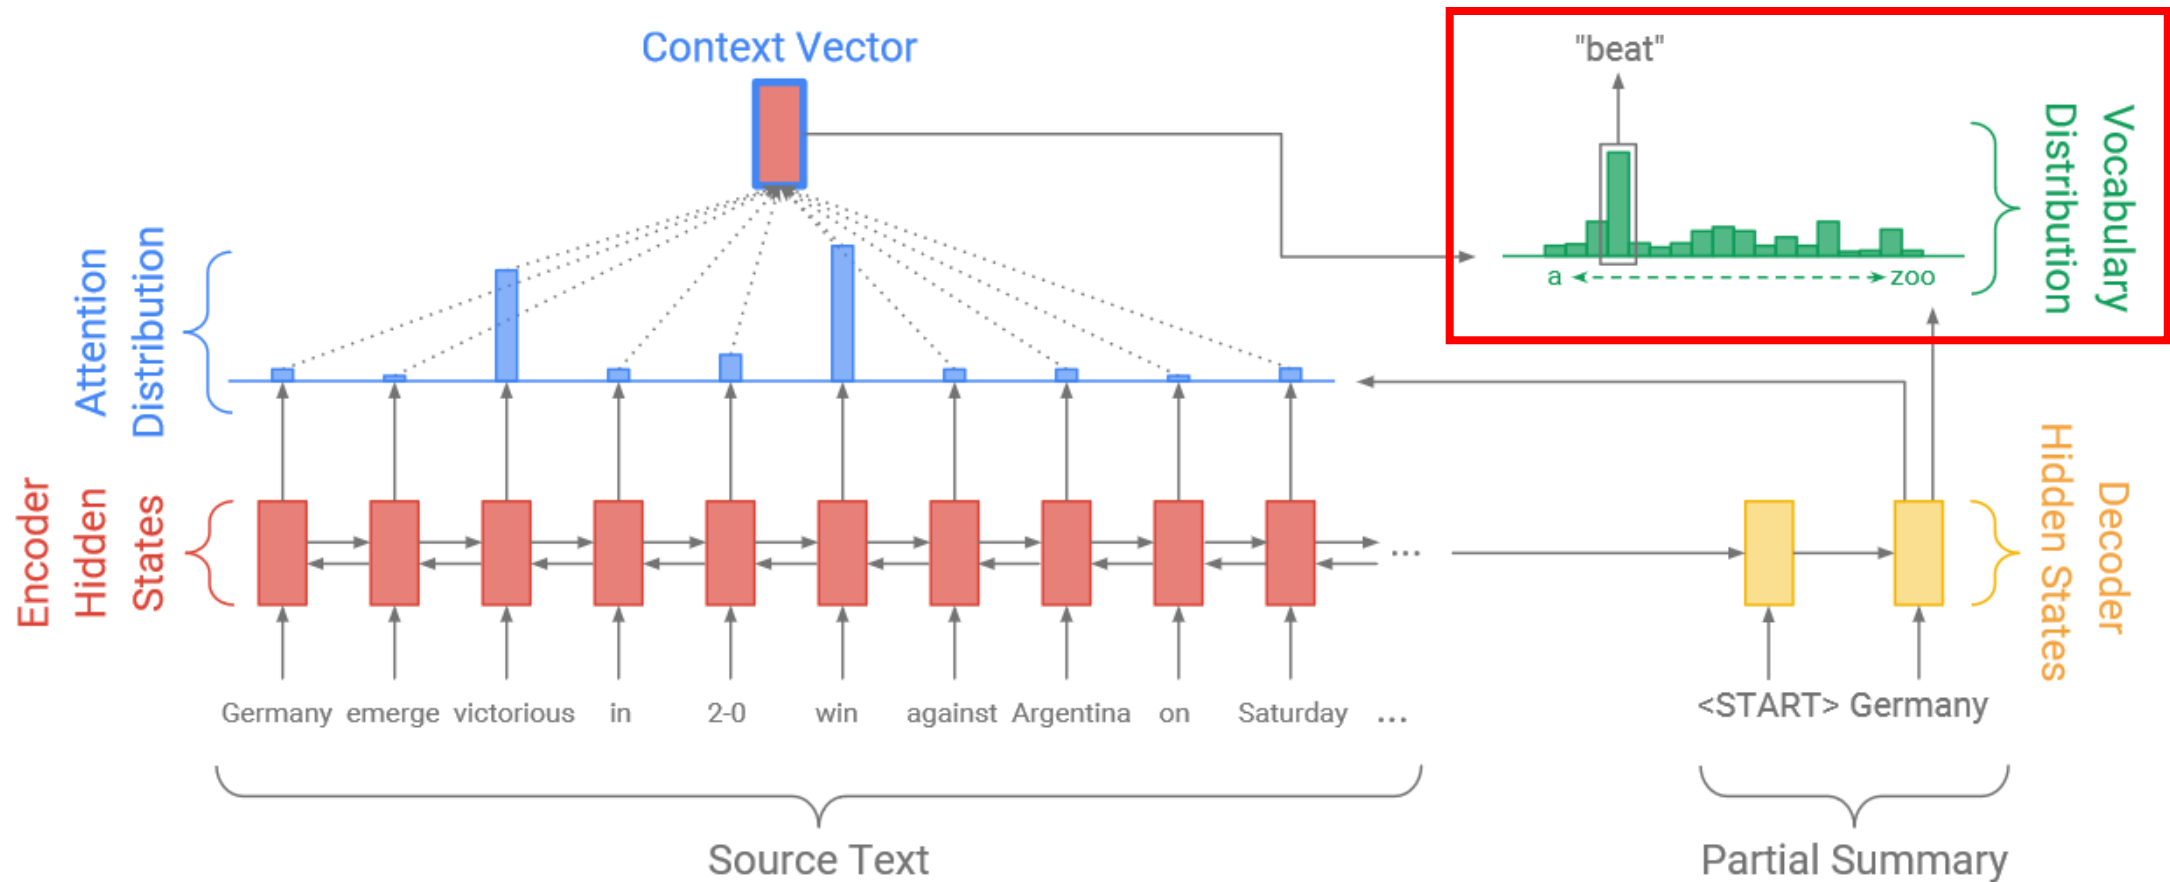 Context Vector
"beat"
Vocabulary
Distribution
a
zoo
Attention
Distribution
Encoder
Hidden
States
...
Decoder
Hidden States
Germany emerge victorious in 2-0 win against Argentina on Saturday ...
<START> Germany
Source Text
Partial Summary